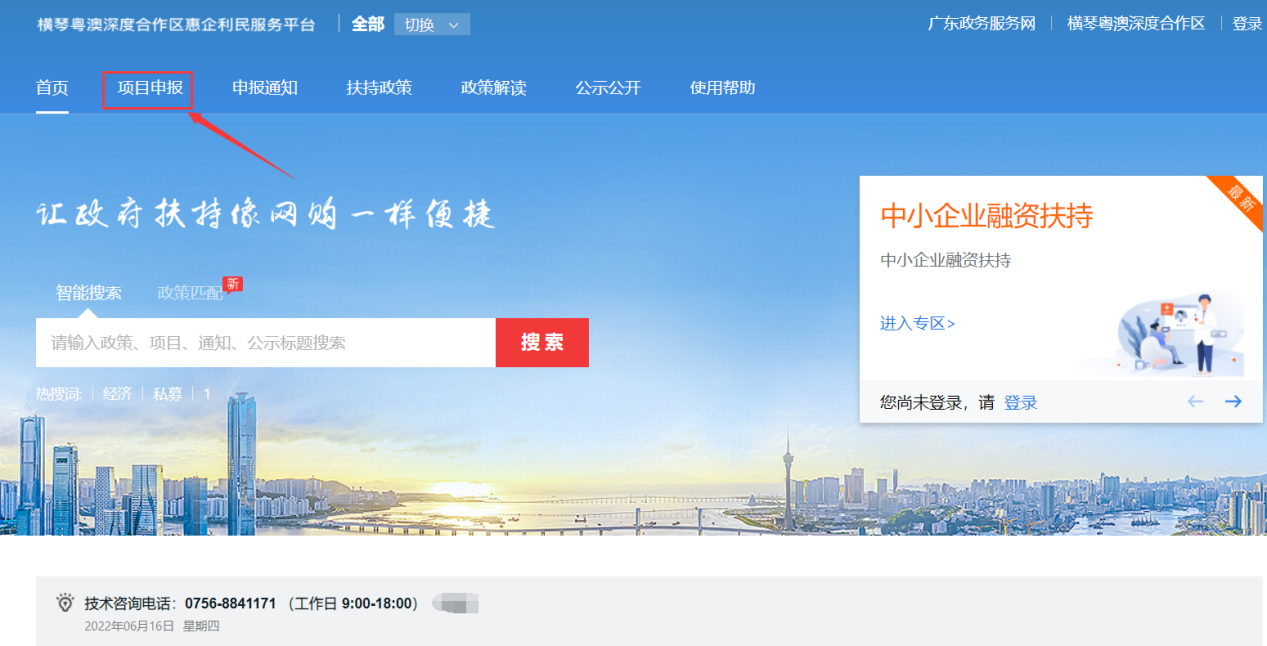 横琴粤澳深度合作区惠企利民服务平台 全部 切换 广东政务服务网 横琴粤澳深度合作区 登录
首页 项目申报 申报通知 扶持政策 政策解读 公示公开 使用帮助
让政府扶持像网购一样便捷
智能搜索 政策匹配 新
请输入政策、项目、通知、公示标题搜索 搜索
热搜词: 经济 私募 1
最新
中小企业融资扶持
中小企业融资扶持
进入专区>
您尚未登录，请 登录
技术咨询电话：0756-8841171 （工作日 9:00-18:00）
2022年06月16日 星期四